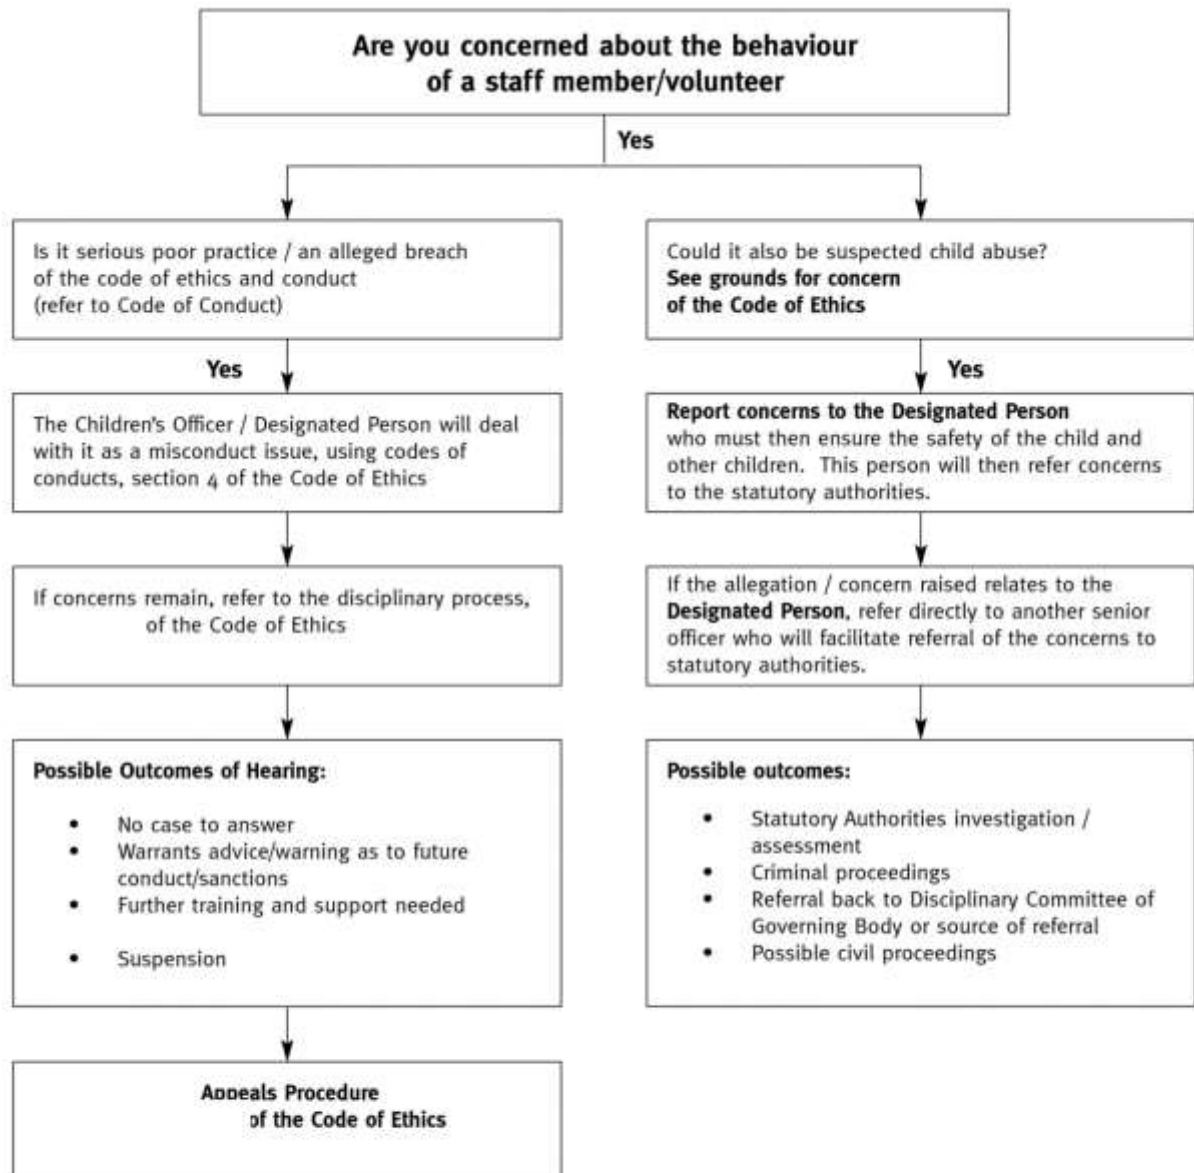 Are you concerned about the behaviour
of a staff member/volunteer
Yes
Is it serious poor practice / an alleged breach
of the code of ethics and conduct
(refer to Code of Conduct)
Yes
The Children's Officer / Designated Person will deal
with it as a misconduct issue, using codes of
conducts, section 4 of the Code of Ethics
If concerns remain, refer to the disciplinary process,
of the Code of Ethics
Possible Outcomes of Hearing:
• No case to answer
• Warrants advice/warning as to future
conduct/sanctions
• Further training and support needed
• Suspension
Appeals Procedure
of the Code of Ethics
Could it also be suspected child abuse?
See grounds for concern
of the Code of Ethics
Yes
Report concerns to the Designated Person
who must then ensure the safety of the child and
other children. This person will then refer concerns
to the statutory authorities.
If the allegation / concern raised relates to the
Designated Person, refer directly to another senior
officer who will facilitate referral of the concerns to
statutory authorities.
Possible outcomes:
• Statutory Authorities investigation /
assessment
• Criminal proceedings
• Referral back to Disciplinary Committee of
Governing Body or source of referral
• Possible civil proceedings